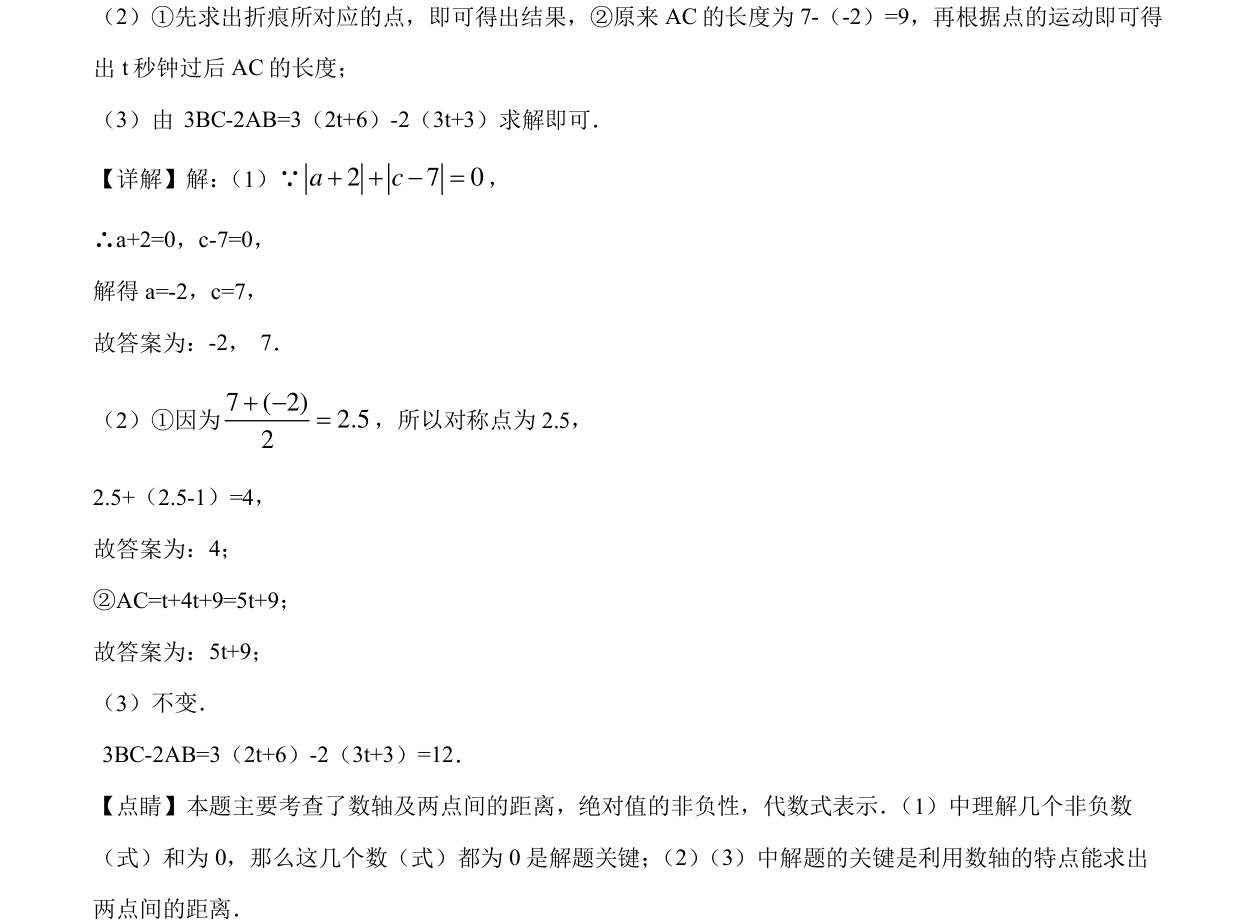 （2）①先求出折痕所对应的点，即可得出结果，②原来 AC 的长度为 7-（-2）=9，再根据点的运动即可得
出 t 秒钟过后 AC 的长度；
（3）由 3BC-2AB=3（2t+6）-2（3t+3）求解即可．
【详解】解：（1）∵|a+2|+|c−7|=0，
∴a+2=0，c-7=0，
解得 a=-2，c=7，
故答案为：-2， 7．
（2）①因为 (7+(−2))/2=2.5，所以对称点为 2.5，
2.5+（2.5-1）=4，
故答案为：4；
②AC=t+4t+9=5t+9；
故答案为：5t+9；
（3）不变．
3BC-2AB=3（2t+6）-2（3t+3）=12．
【点睛】本题主要考查了数轴及两点间的距离，绝对值的非负性，代数式表示．（1）中理解几个非负数
（式）和为 0，那么这几个数（式）都为 0 是解题关键；（2）（3）中解题的关键是利用数轴的特点能求出
两点间的距离．